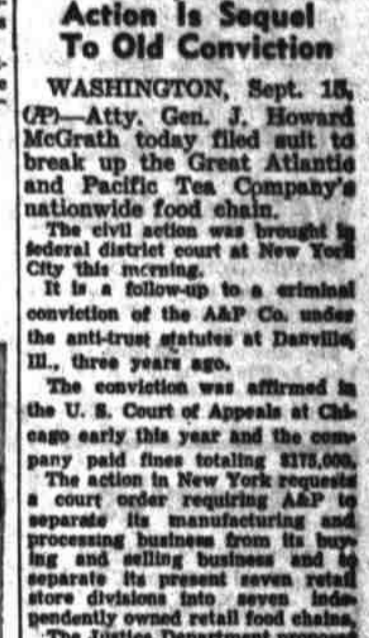 Action Is Sequel
To Old Conviction
WASHINGTON, Sept. 15,
(AP)—Atty. Gen. J. Howard
McGrath today filed suit to
break up the Great Atlantic
and Pacific Tea Company's
nationwide food chain.
The civil action was brought in
federal district court at New York
City this morning.
It is a follow-up to a criminal
conviction of the A&P Co. under
the anti-trust statutes at Danville,
Ill., three years ago.
The conviction was affirmed in
the U. S. Court of Appeals at Chi-
cago early this year and the com-
pany paid fines totaling $175,000.
The action in New York requests
a court order requiring A&P to
separate its manufacturing and
processing business from its buy-
ing and selling business and to
separate its present seven retail
store divisions into seven inde-
pendently owned retail food chains.
The Justice Department